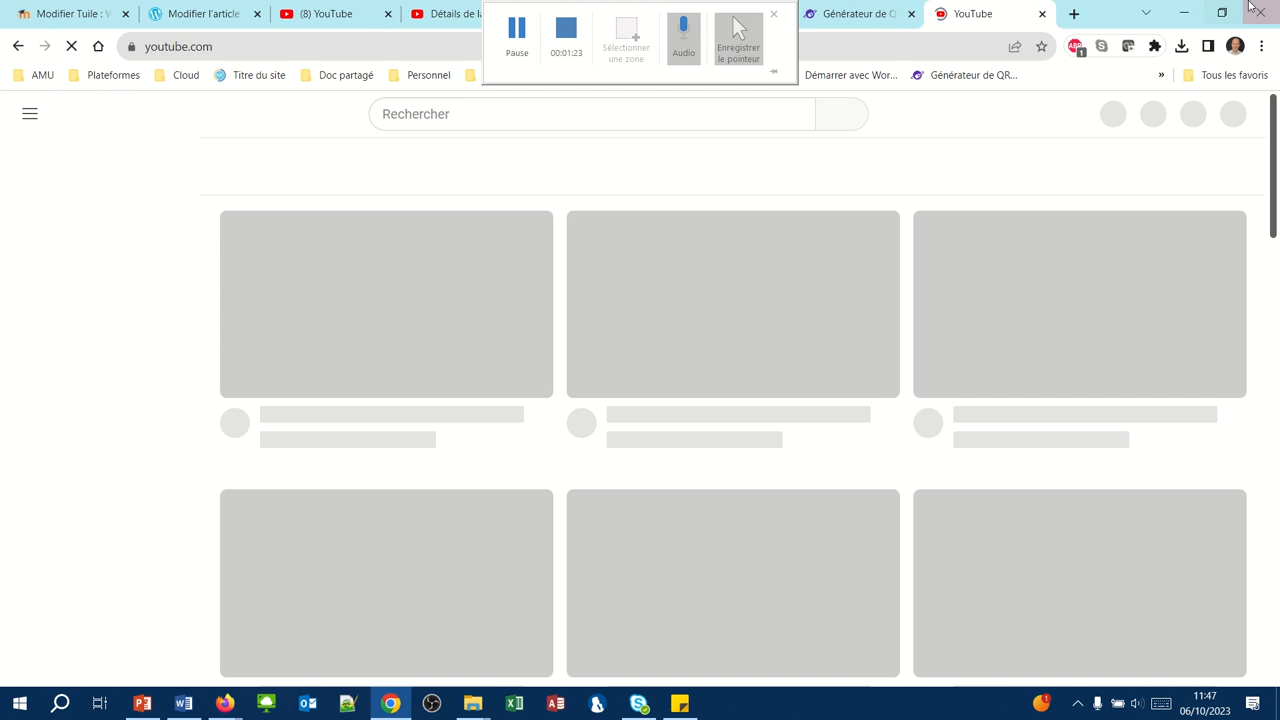 Modifier Tuile : V
Modifier l'article
(8) YouTube
Détails de la
Générateur de Q
YouTube
youtube.com
Pause
00:01:23
Sélectionner
une zone
Audio
Enregistrer
le pointeur
1
AMU
Plateformes
Cloud
Titre du site
Doc partagé
Personnel
Démarrer avec Wor...
Générateur de QR...
»
Tous les favoris
Rechercher
11:47
06/10/2023